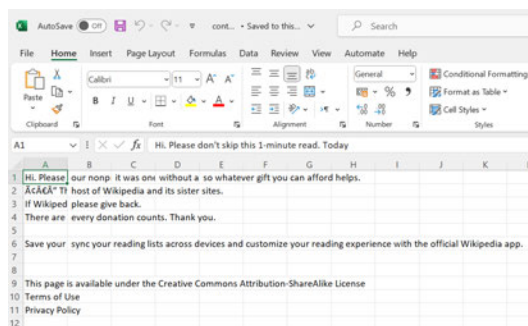 AutoSave Off cont... • Saved to this... Search
File Home Insert Page Layout Formulas Data Review View Automate Help
Paste
Calibri 11 A A
B I U A
General
% 9
Conditional Formatting
Format as Table
Cell Styles
Clipboard Font Alignment Number Styles
A1 fx Hi. Please don't skip this 1-minute read. Today
A B C D E F G H I J K
1 Hi. Please our nonp it was one without a so whatever gift you can afford helps.
2 Ã¢Â€Â” Th host of Wikipedia and its sister sites.
3 If Wikiped please give back.
4 There are every donation counts. Thank you.
5
6 Save your sync your reading lists across devices and customize your reading experience with the official Wikipedia app.
7
8
9 This page is available under the Creative Commons Attribution-ShareAlike License
10 Terms of Use
11 Privacy Policy
12